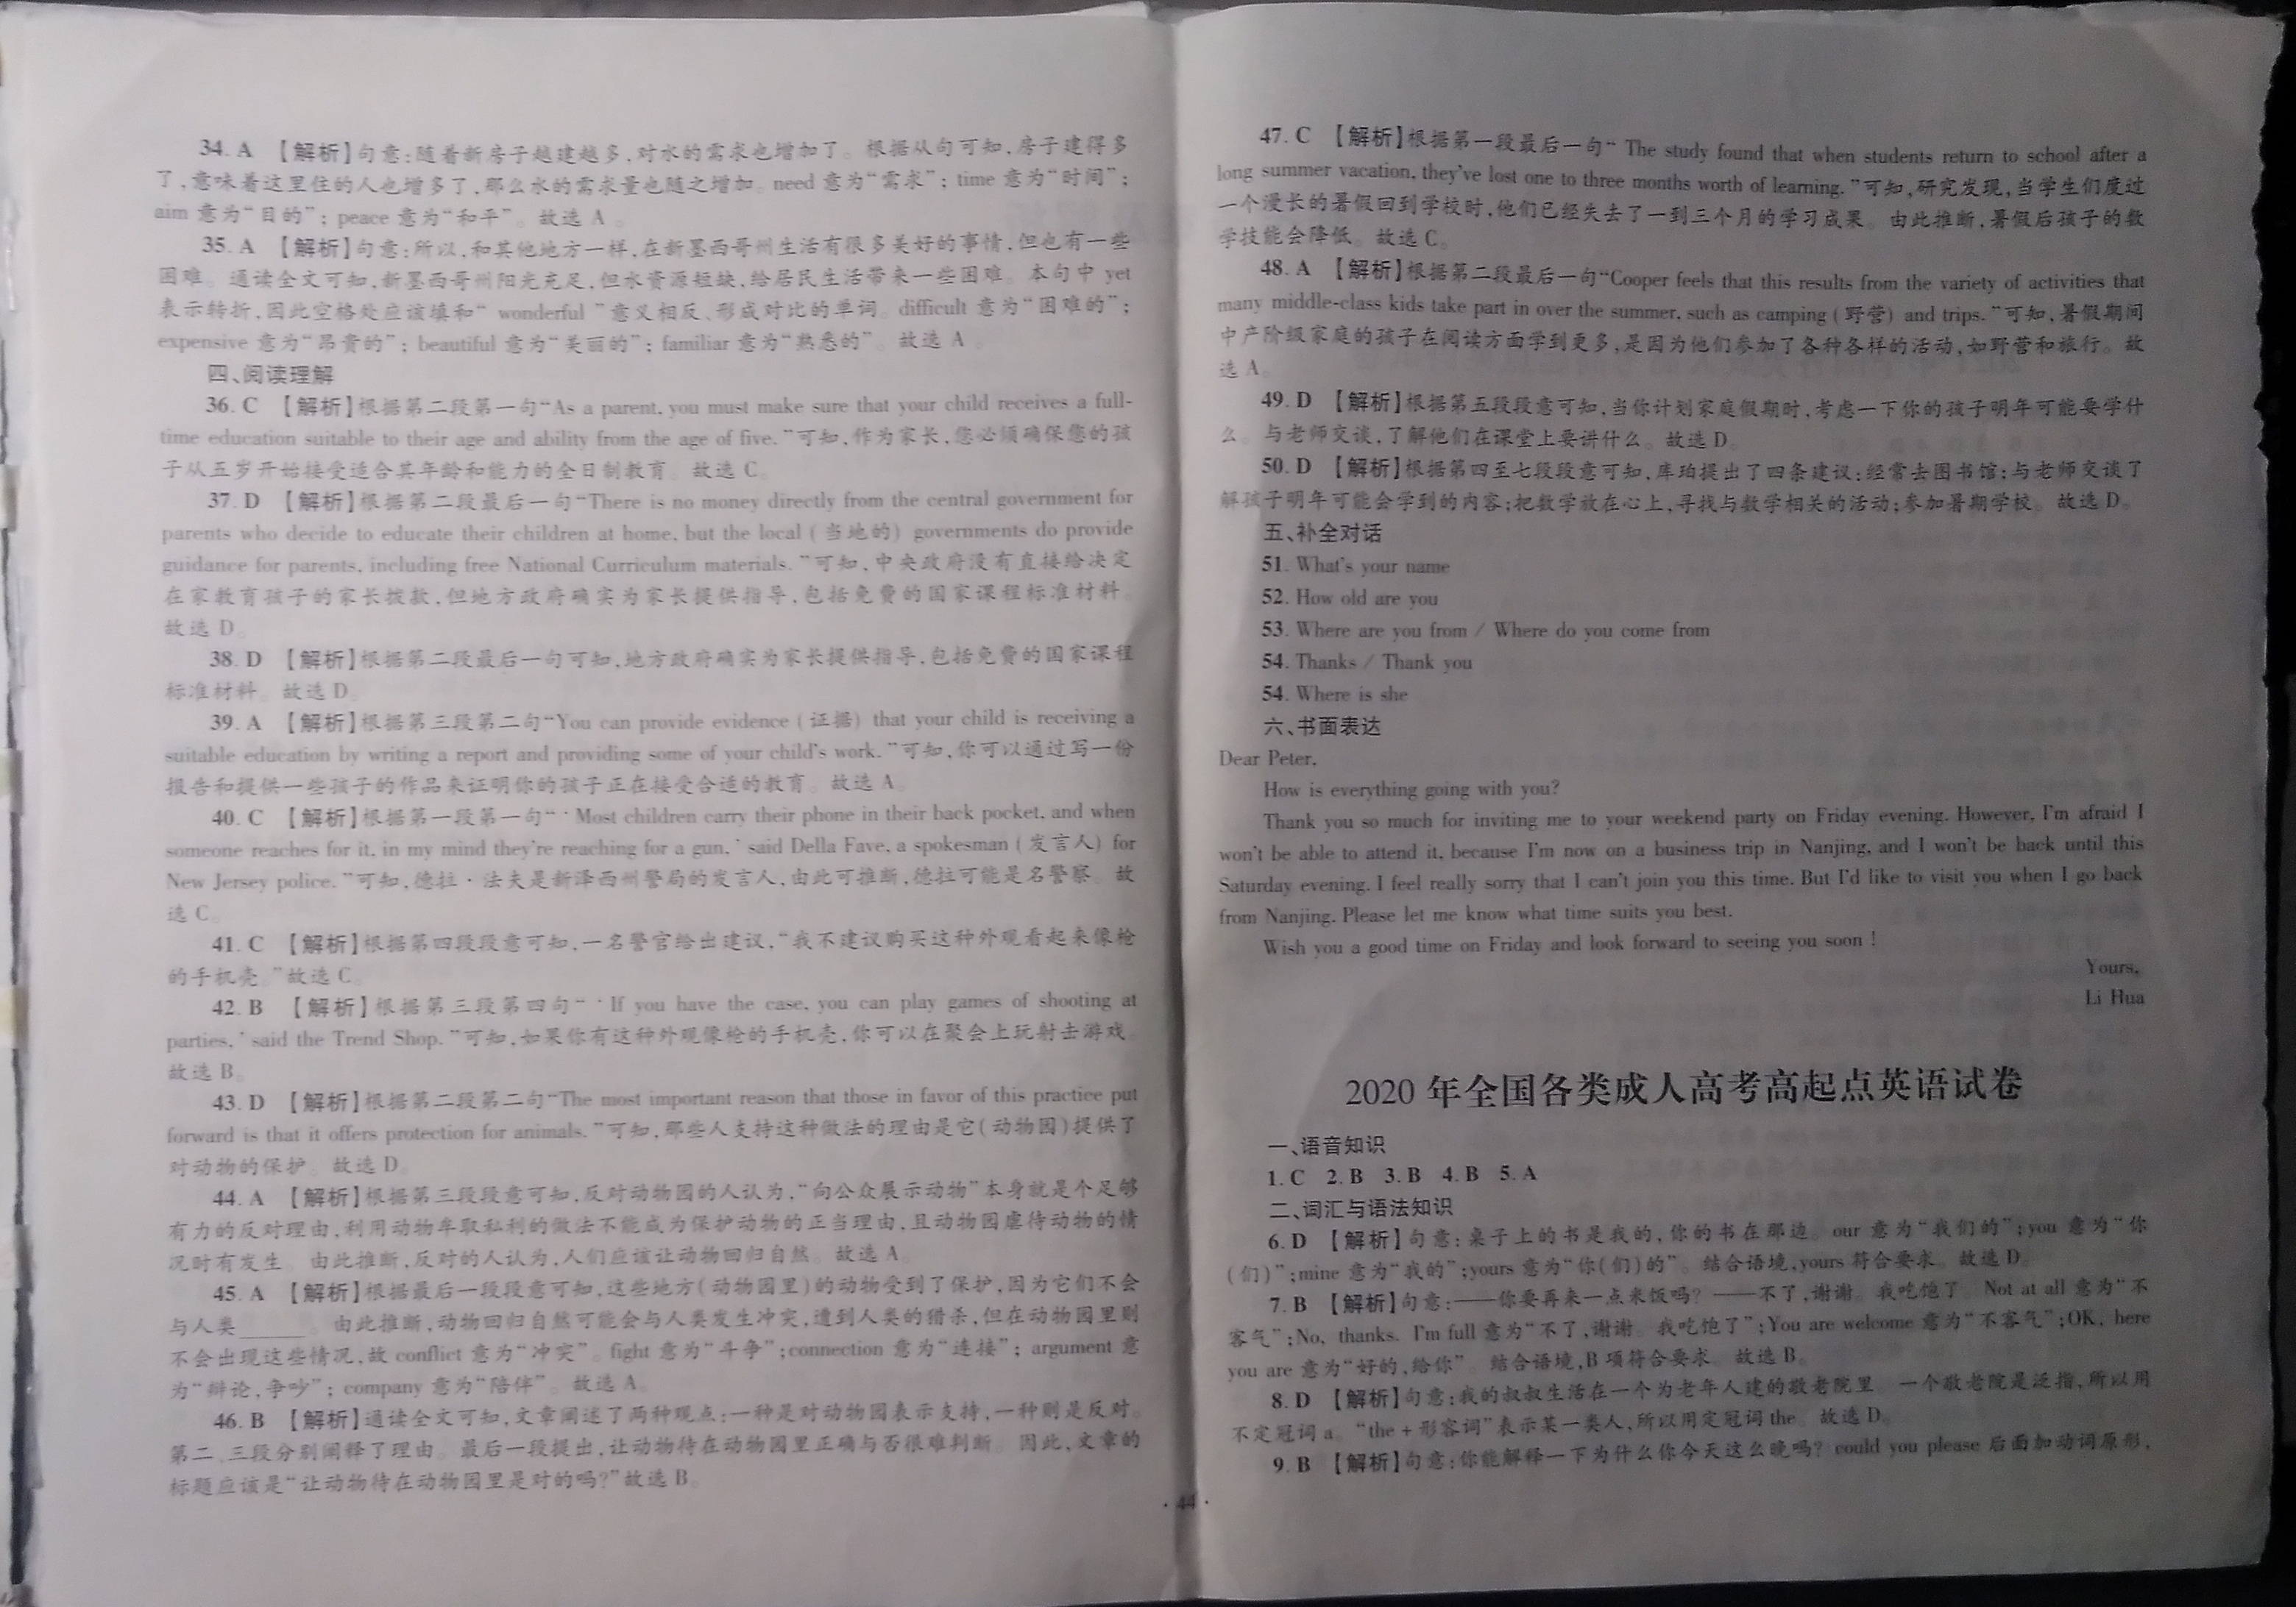 34. A 【解析】句意:随着新房子越建越多,对水的需求也增加了。根据从句可知,房子建得多
了,意味着这里住的人也增多了,那么水的需求量也随之增加。need 意为“需求”; time 意为“时间”;
aim 意为“目的”; peace 意为“和平”。故选 A 。
35. A 【解析】句意:所以,和其他地方一样,在新墨西哥州生活有很多美好的事情,但也有一些
困难。通读全文可知,新墨西哥州阳光充足,但水资源短缺,给居民生活带来一些困难。本句中 yet
表示转折,因此空格处应该填和“ wonderful ”意义相反、形成对比的单词。difficult 意为“困难的”;
expensive 意为“昂贵的”; beautiful 意为“美丽的”; familiar 意为“熟悉的”。故选 A 。
四、阅读理解
36. C 【解析】根据第二段第一句“As a parent, you must make sure that your child receives a full-
time education suitable to their age and ability from the age of five. ”可知,作为家长,您必须确保您的孩
子从五岁开始接受适合其年龄和能力的全日制教育。故选 C。
37. D 【解析】根据第二段最后一句“There is no money directly from the central government for
parents who decide to educate their children at home, but the local ( 当地的) governments do provide
guidance for parents, including free National Curriculum materials. ”可知,中央政府没有直接给决定
在家教育孩子的家长拨款,但地方政府确实为家长提供指导,包括免费的国家课程标准材料。
故选 D。
38. D 【解析】根据第二段最后一句可知,地方政府确实为家长提供指导,包括免费的国家课程
标准材料。故选 D。
39. A 【解析】根据第三段第二句“You can provide evidence ( 证据) that your child is receiving a
suitable education by writing a report and providing some of your child's work. ”可知,你可以通过写一份
报告和提供一些孩子的作品来证明你的孩子正在接受合适的教育。故选 A。
40. C 【解析】根据第一段第一句“ ‘ Most children carry their phone in their back pocket, and when
someone reaches for it, in my mind they're reaching for a gun, ’ said Della Fave, a spokesman ( 发言人) for
New Jersey police. ”可知,德拉·法夫是新泽西州警局的发言人,由此可推断,德拉可能是名警察。故
选 C。
41. C 【解析】根据第四段段意可知,一名警官给出建议,“我不建议购买这种外观看起来像枪
的手机壳。”故选 C。
42. B 【解析】根据第三段第四句“ ‘ If you have the case, you can play games of shooting at
parties, ’ said the Trend Shop. ”可知,如果你有这种外观像枪的手机壳,你可以在聚会上玩射击游戏。
故选 B。
43. D 【解析】根据第二段第二句“The most important reason that those in favor of this practice put
forward is that it offers protection for animals. ”可知,那些人支持这种做法的理由是它(动物园)提供了
对动物的保护。故选 D。
44. A 【解析】根据第三段段意可知,反对动物园的人认为,“向公众展示动物”本身就是个足够
有力的反对理由,利用动物牟取私利的做法不能成为保护动物的正当理由,且动物园虐待动物的情
况时有发生。由此推断,反对的人认为,人们应该让动物回归自然。故选 A。
45. A 【解析】根据最后一段段意可知,这些地方(动物园里)的动物受到了保护,因为它们不会
与人类______。由此推断,动物回归自然可能会与人类发生冲突,遭到人类的猎杀,但在动物园里则
不会出现这些情况,故 conflict 意为“冲突”。fight 意为“斗争”;connection 意为“连接”; argument 意
为“辩论,争吵”; company 意为“陪伴”。故选 A。
46. B 【解析】通读全文可知,文章阐述了两种观点:一种是对动物园表示支持,一种则是反对。
第二、三段分别阐释了理由。最后一段提出,让动物待在动物园里正确与否很难判断。因此,文章的
标题应该是“让动物待在动物园里是对的吗?”故选 B。
47. C 【解析】根据第一段最后一句“ The study found that when students return to school after a
long summer vacation, they've lost one to three months worth of learning. ”可知,研究发现,当学生们度过
一个漫长的暑假回到学校时,他们已经失去了一到三个月的学习成果。由此推断,暑假后孩子的数
学技能会降低。故选 C。
48. A 【解析】根据第二段最后一句“Cooper feels that this results from the variety of activities that
many middle-class kids take part in over the summer, such as camping ( 野营) and trips. ”可知,暑假期间
中产阶级家庭的孩子在阅读方面学到更多,是因为他们参加了各种各样的活动,如野营和旅行。故
选 A。
49. D 【解析】根据第五段段意可知,当你计划家庭假期时,考虑一下你的孩子明年可能要学什
么。与老师交谈,了解他们在课堂上要讲什么。故选 D。
50. D 【解析】根据第四至七段段意可知,库珀提出了四条建议:经常去图书馆;与老师交谈了
解孩子明年可能会学到的内容;把数学放在心上,寻找与数学相关的活动;参加暑期学校。故选 D。
五、补全对话
51. What's your name
52. How old are you
53. Where are you from / Where do you come from
54. Thanks / Thank you
54. Where is she
六、书面表达
Dear Peter,
How is everything going with you?
Thank you so much for inviting me to your weekend party on Friday evening. However, I'm afraid I
won't be able to attend it, because I'm now on a business trip in Nanjing, and I won't be back until this
Saturday evening. I feel really sorry that I can't join you this time. But I'd like to visit you when I go back
from Nanjing. Please let me know what time suits you best.
Wish you a good time on Friday and look forward to seeing you soon !
Yours,
Li Hua
2020 年全国各类成人高考高起点英语试卷
一、语音知识
1. C 2. B 3. B 4. B 5. A
二、词汇与语法知识
6. D 【解析】句意:桌子上的书是我的,你的书在那边。our 意为“我们的”;you 意为“你
(们)”;mine 意为“我的”;yours 意为“你(们)的”。结合语境,yours 符合要求。故选 D。
7. B 【解析】句意:——你要再来一点米饭吗? ——不了,谢谢。我吃饱了。Not at all 意为“不
客气”;No, thanks. I'm full 意为“不了,谢谢。我吃饱了”;You are welcome 意为“不客气”;OK, here
you are 意为“好的,给你”。结合语境,B 项符合要求。故选 B。
8. D 【解析】句意:我的叔叔生活在一个为老年人建的敬老院里。一个敬老院是泛指,所以用
不定冠词 a。“the + 形容词”表示某一类人,所以用定冠词 the。故选 D。
9. B 【解析】句意:你能解释一下为什么你今天这么晚吗? could you please 后面加动词原形,
· 44 ·